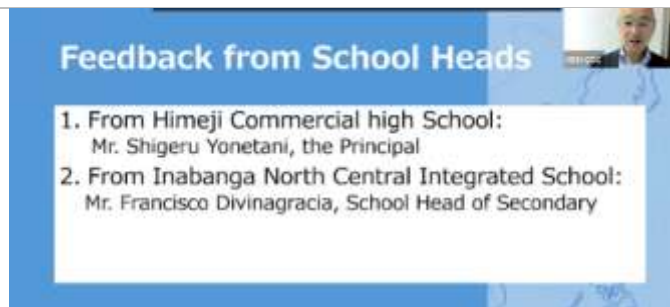 Feedback from School Heads
1. From Himeji Commercial high School:
Mr. Shigeru Yonetani, the Principal
2. From Inabanga North Central Integrated School:
Mr. Francisco Divinagracia, School Head of Secondary